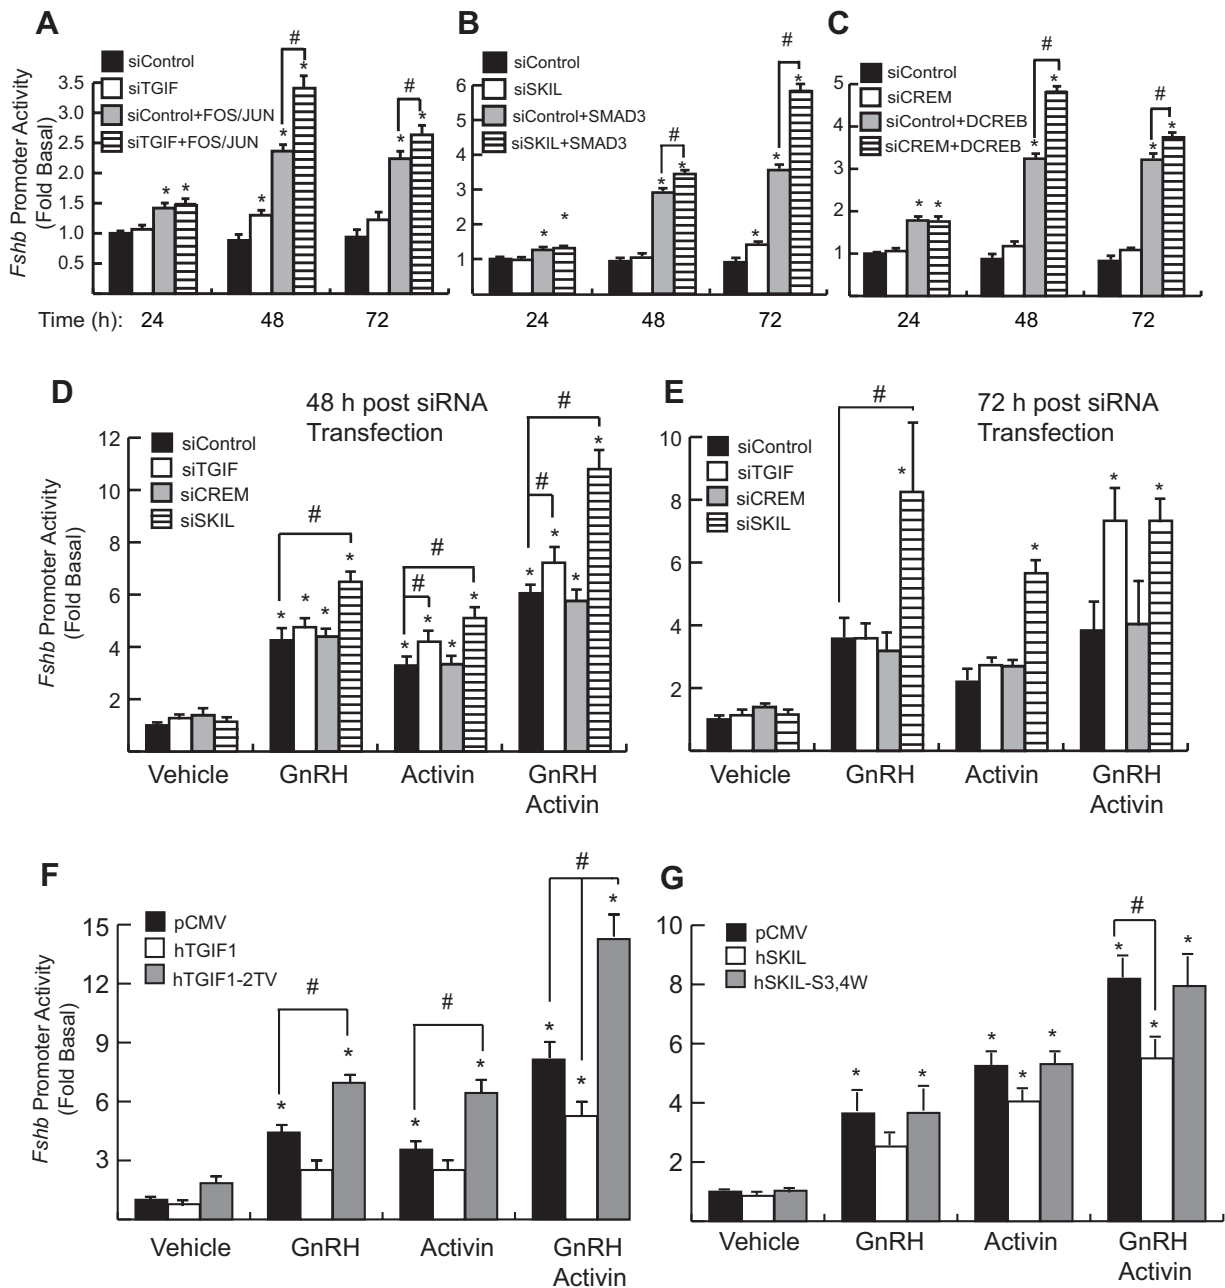 A
siControl
siTGIF
siControl+FOS/JUN
siTGIF+FOS/JUN
Fshb Promoter Activity
(Fold Basal)
3.5
3.0
2.5
2.0
1.5
1.0
0.5
* * * * # * * * #
Time (h): 24 48 72
B
siControl
siSKIL
siControl+SMAD3
siSKIL+SMAD3
6
5
4
3
2
1
* * * * # * * * #
24 48 72
C
siControl
siCREM
siControl+DCREB
siCREM+DCREB
5
4
3
2
1
* * * * # * * #
24 48 72
D
48 h post siRNA
Transfection
siControl
siTGIF
siCREM
siSKIL
Fshb Promoter Activity
(Fold Basal)
12
10
8
6
4
2
* * * * #
* * * * # #
* * * * # #
Vehicle GnRH Activin GnRH
Activin
E
72 h post siRNA
Transfection
siControl
siTGIF
siCREM
siSKIL
10
8
6
4
2
* #
*
* *
Vehicle GnRH Activin GnRH
Activin
F
pCMV
hTGIF1
hTGIF1-2TV
Fshb Promoter Activity
(Fold Basal)
15
12
9
6
3
* * #
* * #
* * * #
Vehicle GnRH Activin GnRH
Activin
G
pCMV
hSKIL
hSKIL-S3,4W
10
8
6
4
2
* *
* * *
* * * #
Vehicle GnRH Activin GnRH
Activin